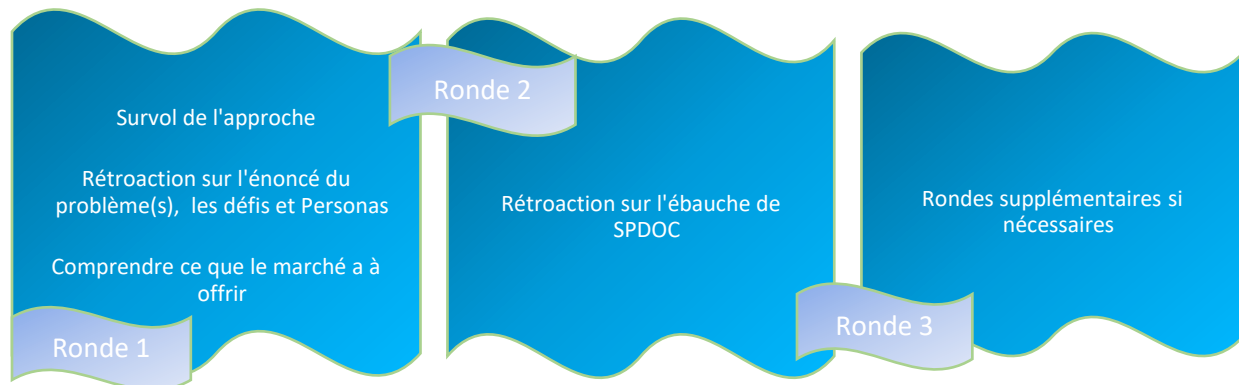 Survol de l'approche
Rétroaction sur l'énoncé du
problème(s), les défis et Personas
Comprendre ce que le marché a à
offrir
Ronde 1
Ronde 2
Rétroaction sur l'ébauche de
SPDOC
Ronde 3
Rondes supplémentaires si
nécessaires